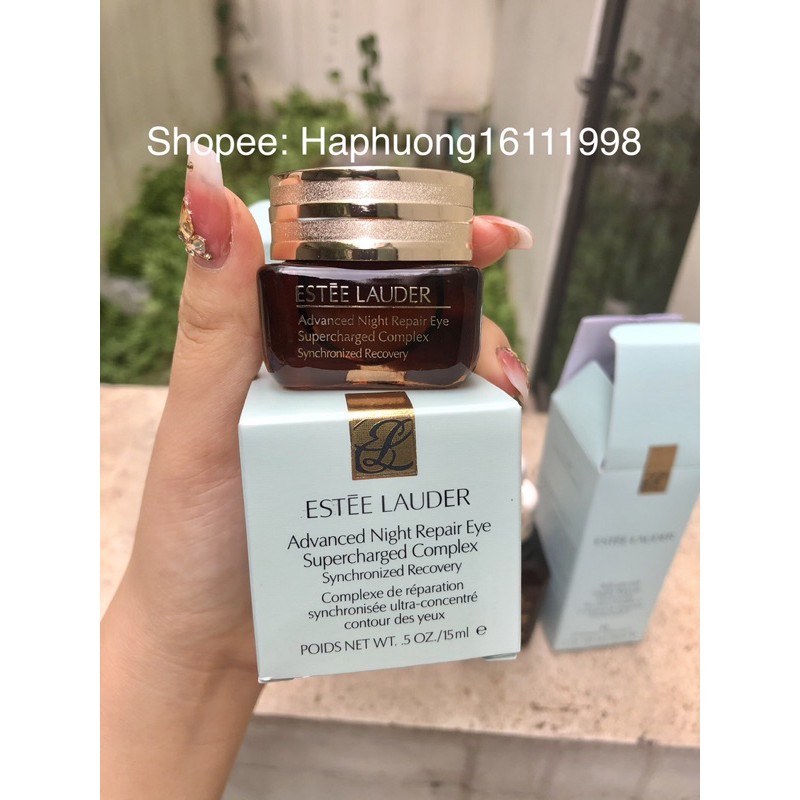 Shopee: Haphuong16111998
ESTĒE LAUDER
Advanced Night Repair Eye
Supercharged Complex
Synchronized Recovery
EL
ESTĒE LAUDER
Advanced Night Repair Eye
Supercharged Complex
Synchronized Recovery
Complexe de réparation
synchronisée ultra-concentré
contour des yeux
POIDS NET WT. .5 OZ./15ml e
ESTĒE LAUDER